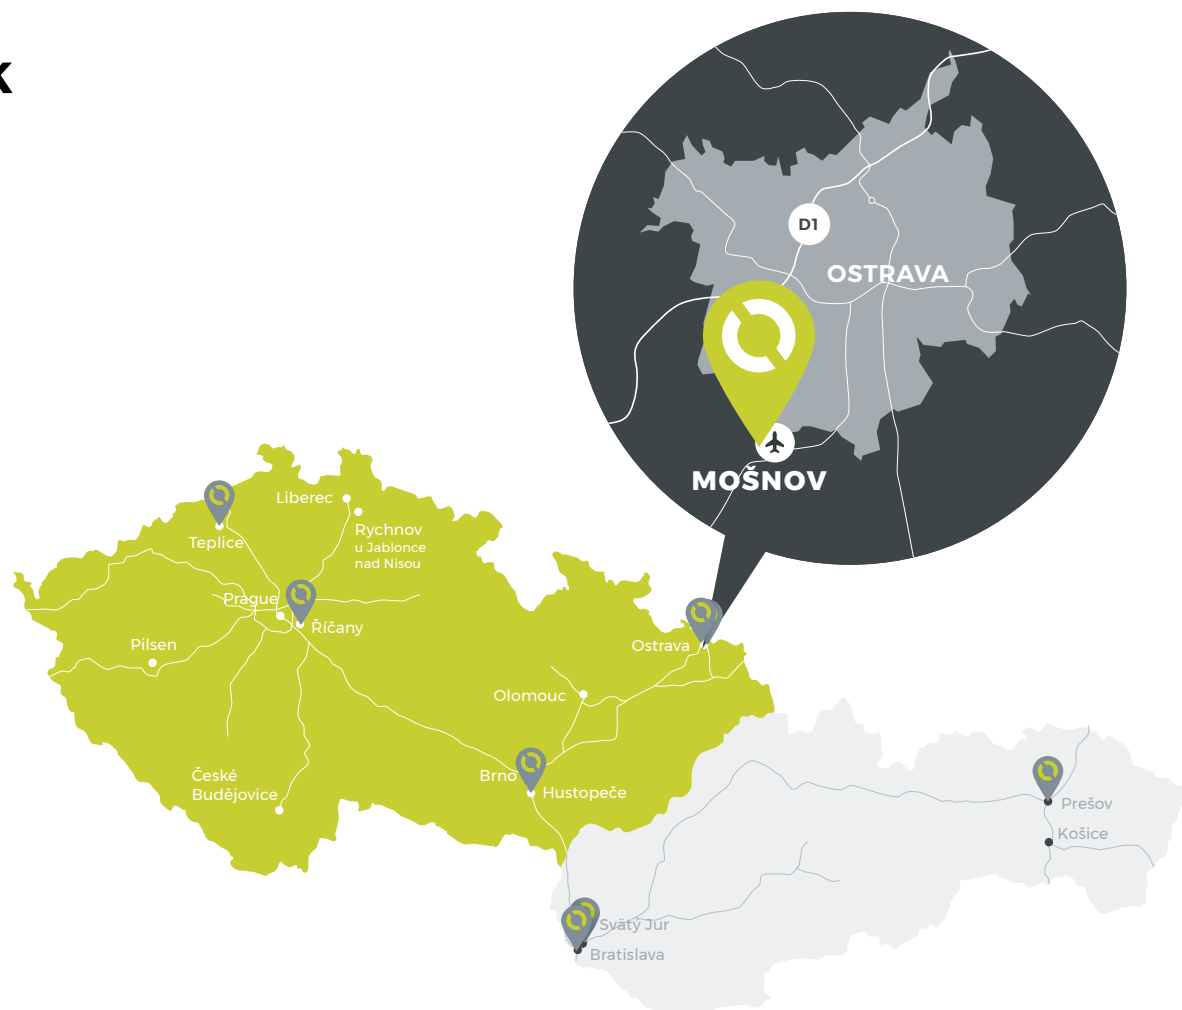 k
D1
OSTRAVA
MOŠNOV
Liberec
Rychnov
u Jablonce
nad Nisou
Teplice
Prague
Říčany
Pilsen
Ostrava
Olomouc
České
Budějovice
Brno
Hustopeče
Prešov
Košice
Svätý Jur
Bratislava